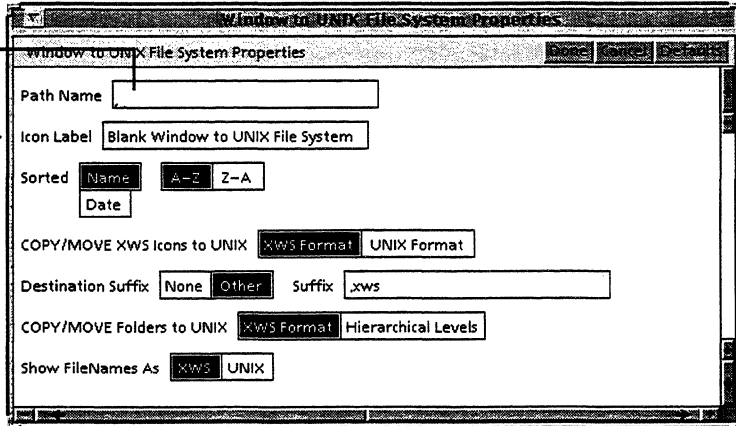 Window to UNIX File System Properties
Window to UNIX File System Properties Done Cancel Defaults
Path Name
Icon Label Blank Window to UNIX File System
Sorted Name A-Z Z-A
Date
COPY/MOVE XWS Icons to UNIX XWS Format UNIX Format
Destination Suffix None Other Suffix .xws
COPY/MOVE Folders to UNIX XWS Format Hierarchical Levels
Show FileNames As XWS UNIX